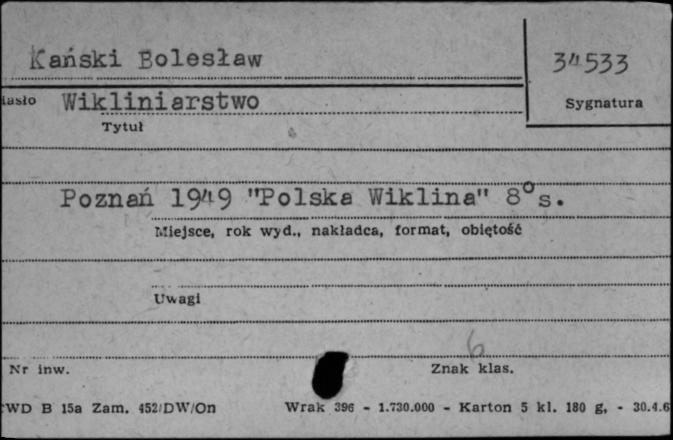 Kański Bolesław
34533
Wikliniarstwo
Sygnatura
Tytuł
Poznań 1949 "Polska Wiklina" 8° s.
Miejsce, rok wyd., nakładca, format, obiętość
Uwagi
6
Nr inw.
Znak klas.
WD B 15a Zam. 452/DW/On Wrak 396 - 1.730.000 - Karton 5 kl. 180 g, - 30.4.6